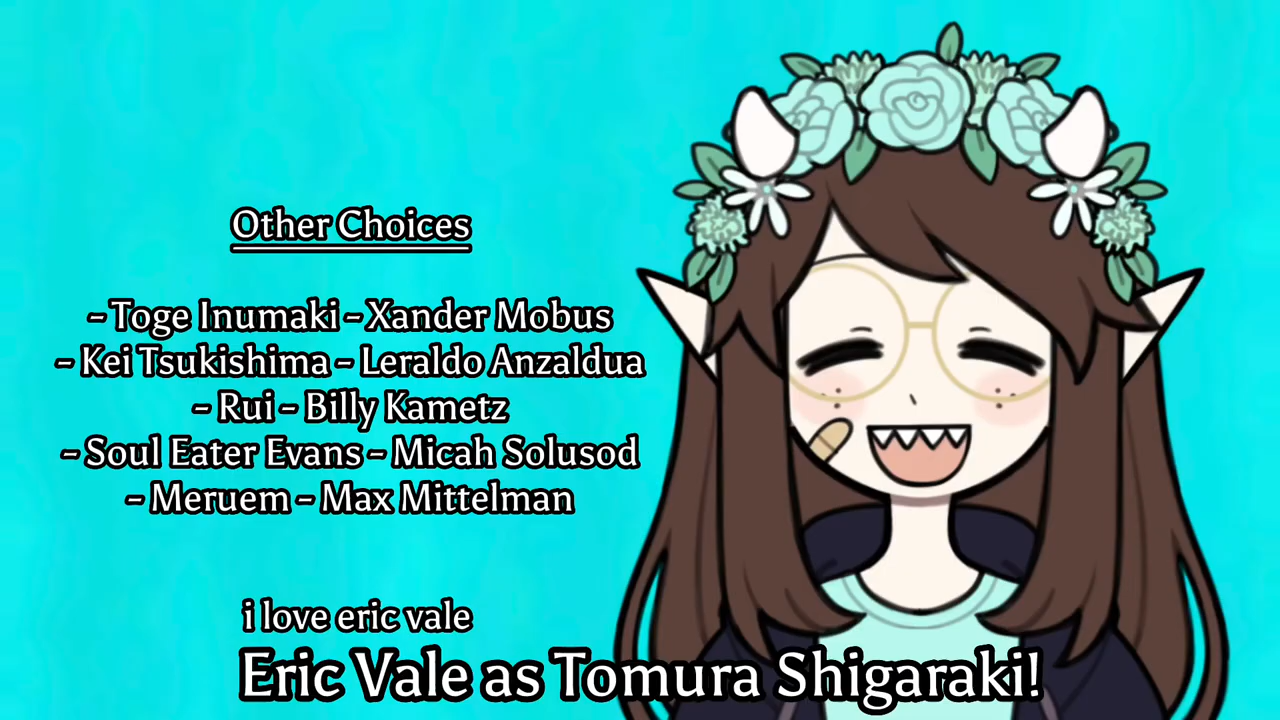 Other Choices
- Toge Inumaki - Xander Mobus
- Kei Tsukishima - Leraldo Anzaldua
- Rui - Billy Kametz
- Soul Eater Evans - Micah Solusod
- Meruem - Max Mittelman
i love eric vale
Eric Vale as Tomura Shigaraki!